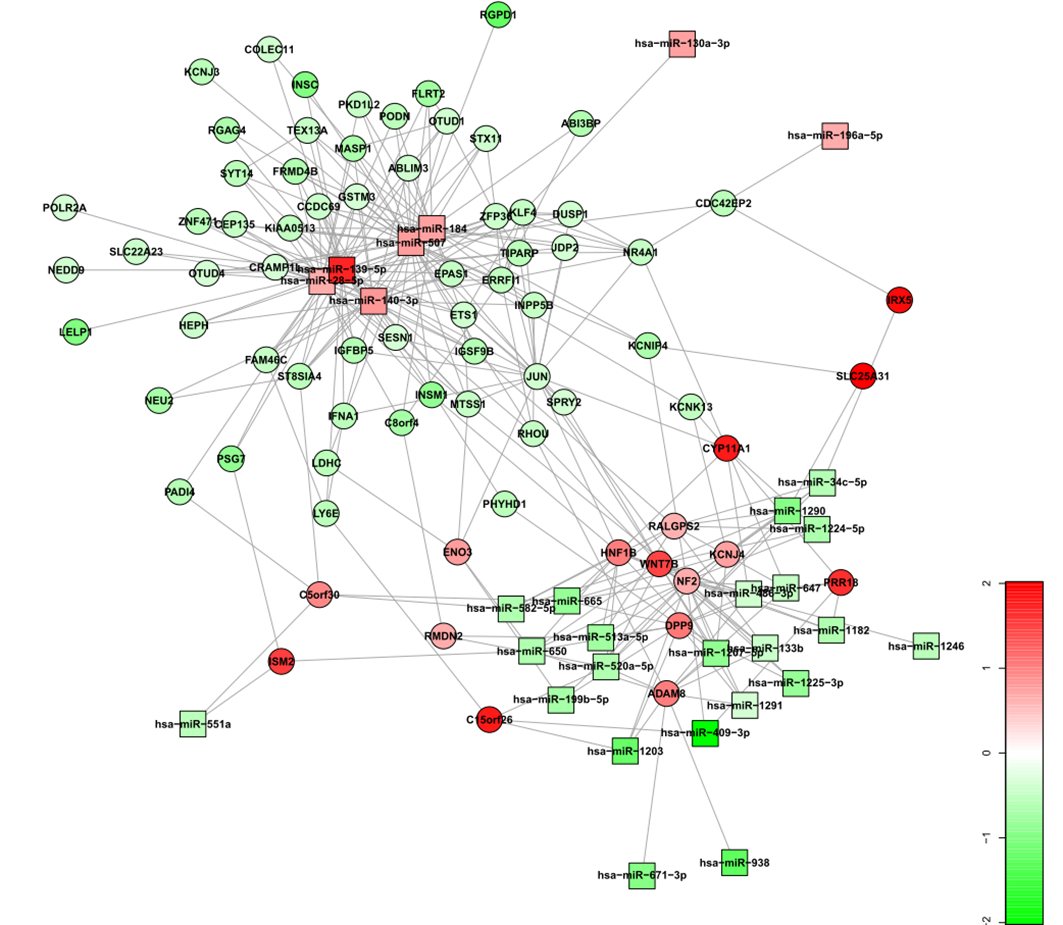 RGPD1
hsa-miR-130a-3p
COLEC11
KCNJ3
INSC
FLRT2
PKD1L2
PODN
OTUD1
ABI3BP
RGAG4
TEX13A
STX11
hsa-miR-196a-5p
MASP1
ABLIM3
SYT14
FRMD4B
GSTM3
CDC42EP2
POLR2A
CCDC69
ZFP36
KLF4
DUSP1
ZNF471
CEP135
KIAA0513
hsa-miR-184
hsa-miR-507
SLC22A23
TIPARP
JDP2
NR4A1
NEDD9
OTUD4
CRAMP1L
hsa-miR-139-5p
hsa-miR-28-5p
EPAS1
ERRFI1
hsa-miR-140-3p
IRX5
INPP5B
ETS1
LELP1
HEPH
SESN1
KCNIP4
IGFBP5
IGSF9B
FAM46C
ST8SIA4
JUN
SLC25A31
NEU2
INSM1
MTSS1
SPRY2
KCNK13
IFNA1
C8orf4
RHOU
CYP11A1
PSG7
LDHC
PADI4
hsa-miR-34c-5p
PHYHD1
LY6E
hsa-miR-1290
RALGPS2
hsa-miR-1224-5p
ENO3
HNF1B
KCNJ4
WNT7B
NF2
PRR18
hsa-miR-647
hsa-miR-486-3p
C5orf30
hsa-miR-665
hsa-miR-582-5p
2
DPP9
hsa-miR-1182
RMDN2
hsa-miR-513a-5p
hsa-miR-650
hsa-miR-1207-5p
hsa-miR-133b
hsa-miR-1246
ISM2
hsa-miR-520a-5p
1
hsa-miR-1225-3p
ADAM8
hsa-miR-199b-5p
hsa-miR-1291
C15orf26
hsa-miR-551a
hsa-miR-409-3p
hsa-miR-1203
0
-1
hsa-miR-938
hsa-miR-671-3p
-2